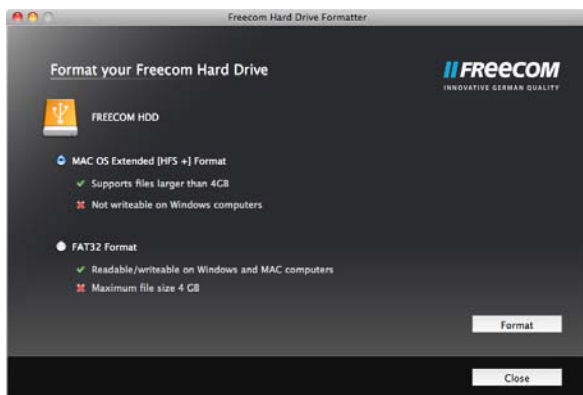 Freecom Hard Drive Formatter
Format your Freecom Hard Drive
FREECOM
INNOVATIVE GERMAN QUALITY
FREECOM HDD
MAC OS Extended [HFS +] Format
Supports files larger than 4GB
Not writeable on Windows computers
FAT32 Format
Readable/writeable on Windows and MAC computers
Maximum file size 4 GB
Format
Close